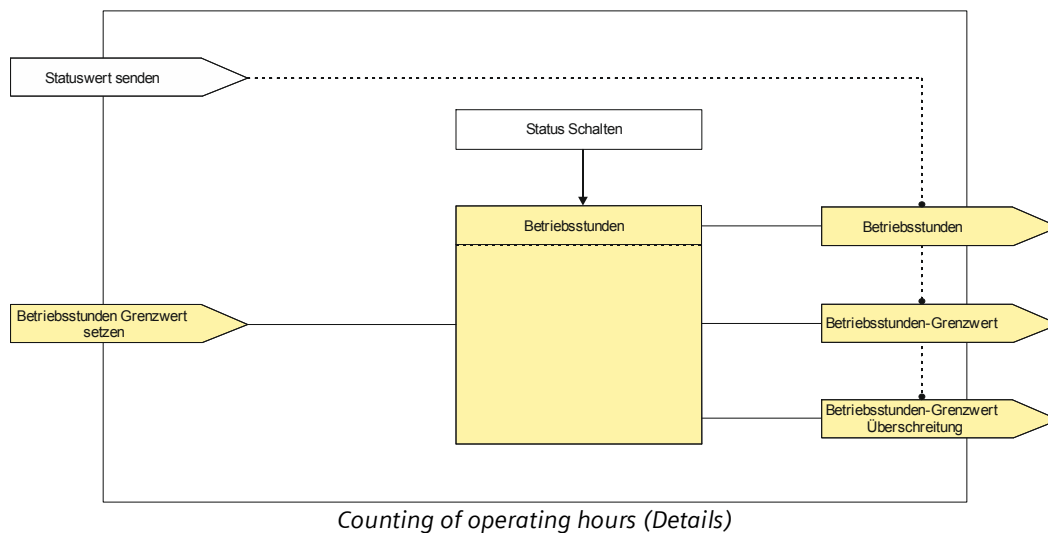 Statuswert senden
Status Schalten
Betriebsstunden
Betriebsstunden
Betriebsstunden Grenzwert
setzen
Betriebsstunden-Grenzwert
Betriebsstunden-Grenzwert
Überschreitung
Counting of operating hours (Details)